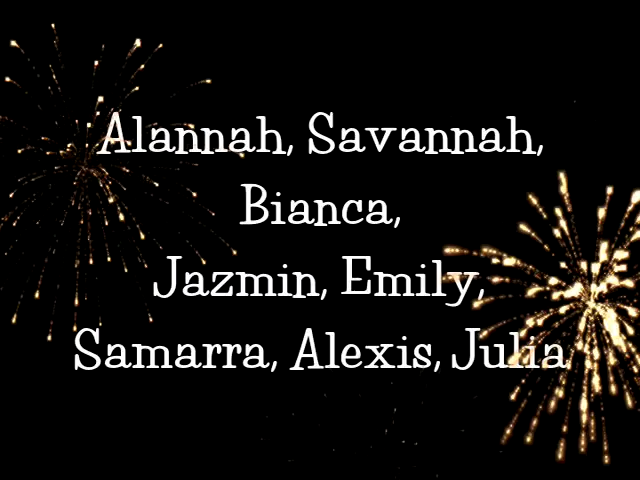 Alannah, Savannah,
Bianca,
Jazmin, Emily,
Samarra, Alexis, Julia